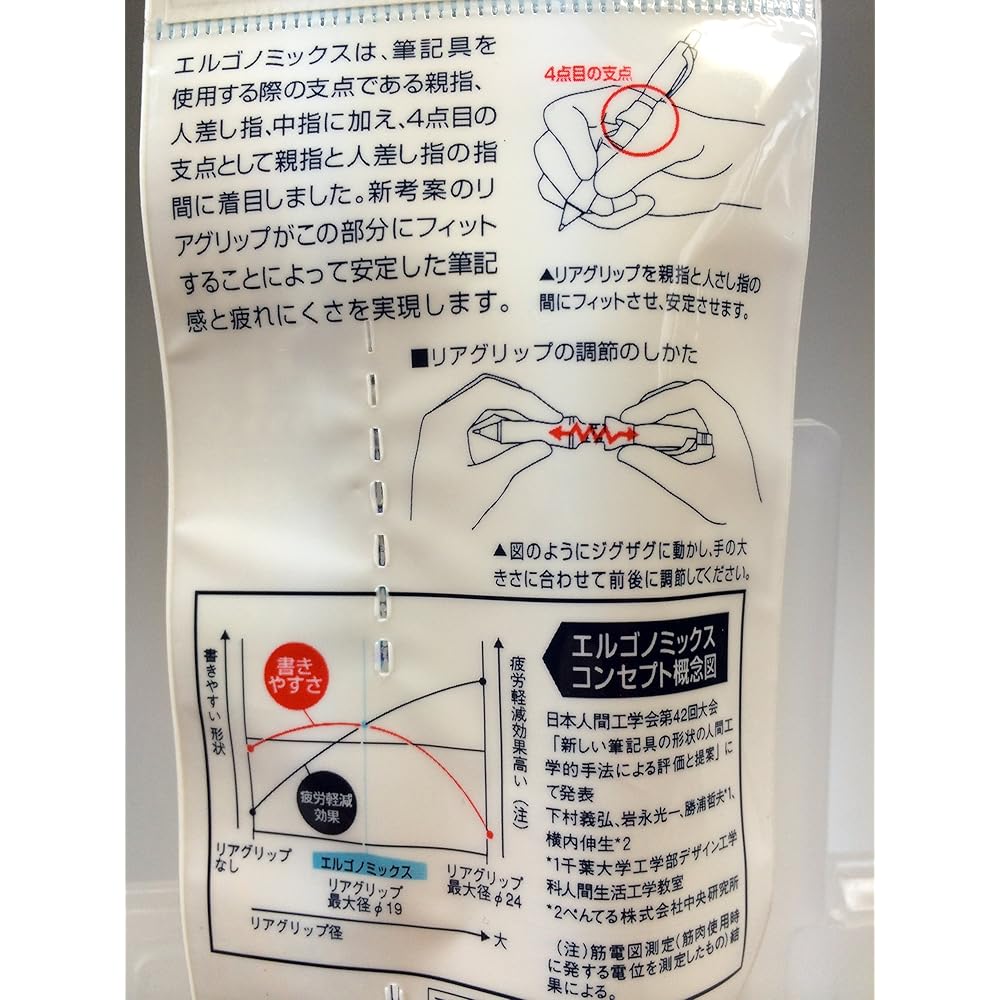 エルゴノミックスは、筆記具を
使用する際の支点である親指、
人差し指、中指に加え、4点目の
支点として親指と人差し指の指
間に着目しました。新考案のリ
アグリップがこの部分にフィット
することによって安定した筆記
感と疲れにくさを実現します。
4点目の支点
▲リアグリップを親指と人さし指の
間にフィットさせ、安定させます。
■リアグリップの調節のしかた
▲図のようにジグザグに動かし、手の大
きさに合わせて前後に調節してください。
書きやすい形状
書き
やすさ
疲労軽減
効果
疲労軽減効果高い（注）
リアグリップ
なし
エルゴノミックス
リアグリップ
最大径φ19
リアグリップ
最大径φ24
リアグリップ径
大
エルゴノミックス
コンセプト概念図
日本人間工学会第42回大会
「新しい筆記具の形状の人間工
学的手法による評価と提案」に
て発表
下村義弘、岩永光一、勝浦哲夫*1、
横内伸生*2
*1千葉大学工学部デザイン工学
科人間生活工学教室
*2ぺんてる株式会社中央研究所
（注）筋電図測定（筋肉使用時
に発する電位を測定したもの）結
果による。